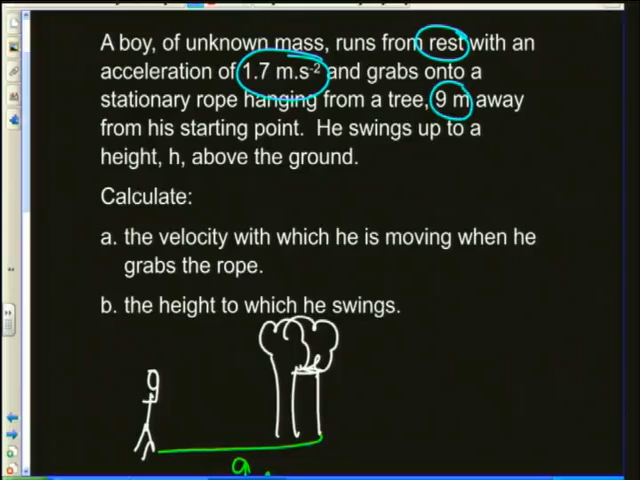 A boy, of unknown mass, runs from rest with an
acceleration of 1.7 m.s-2 and grabs onto a
stationary rope hanging from a tree, 9 m away
from his starting point. He swings up to a
height, h, above the ground.
Calculate:
a. the velocity with which he is moving when he
grabs the rope.
b. the height to which he swings.
9